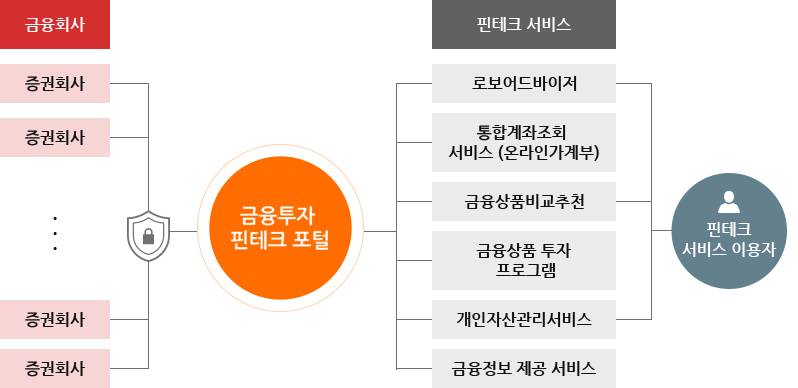 금융회사
증권회사
증권회사
증권회사
증권회사
금융투자
핀테크 포털
핀테크 서비스
로보어드바이저
통합계좌조회
서비스 (온라인가계부)
금융상품비교추천
금융상품 투자
프로그램
개인자산관리서비스
금융정보 제공 서비스
핀테크
서비스 이용자